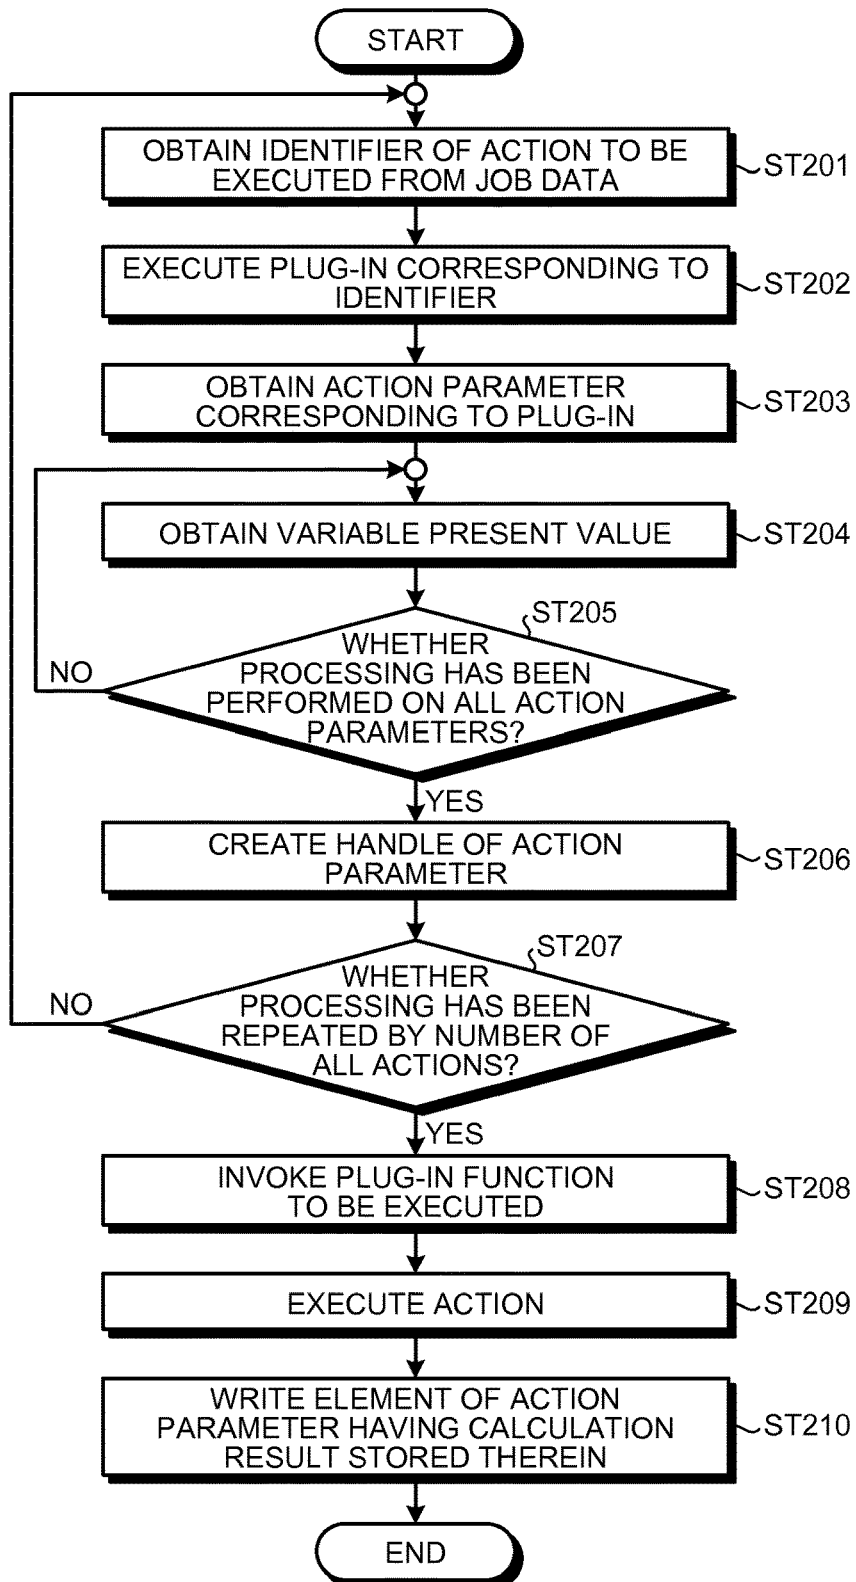 START
OBTAIN IDENTIFIER OF ACTION TO BE
EXECUTED FROM JOB DATA
ST201
EXECUTE PLUG-IN CORRESPONDING TO
IDENTIFIER
ST202
OBTAIN ACTION PARAMETER
CORRESPONDING TO PLUG-IN
ST203
OBTAIN VARIABLE PRESENT VALUE
ST204
ST205
WHETHER
PROCESSING HAS BEEN
PERFORMED ON ALL ACTION
PARAMETERS?
NO
YES
CREATE HANDLE OF ACTION
PARAMETER
ST206
ST207
WHETHER
PROCESSING HAS BEEN
REPEATED BY NUMBER OF
ALL ACTIONS?
NO
YES
INVOKE PLUG-IN FUNCTION
TO BE EXECUTED
ST208
EXECUTE ACTION
ST209
WRITE ELEMENT OF ACTION
PARAMETER HAVING CALCULATION
RESULT STORED THEREIN
ST210
END